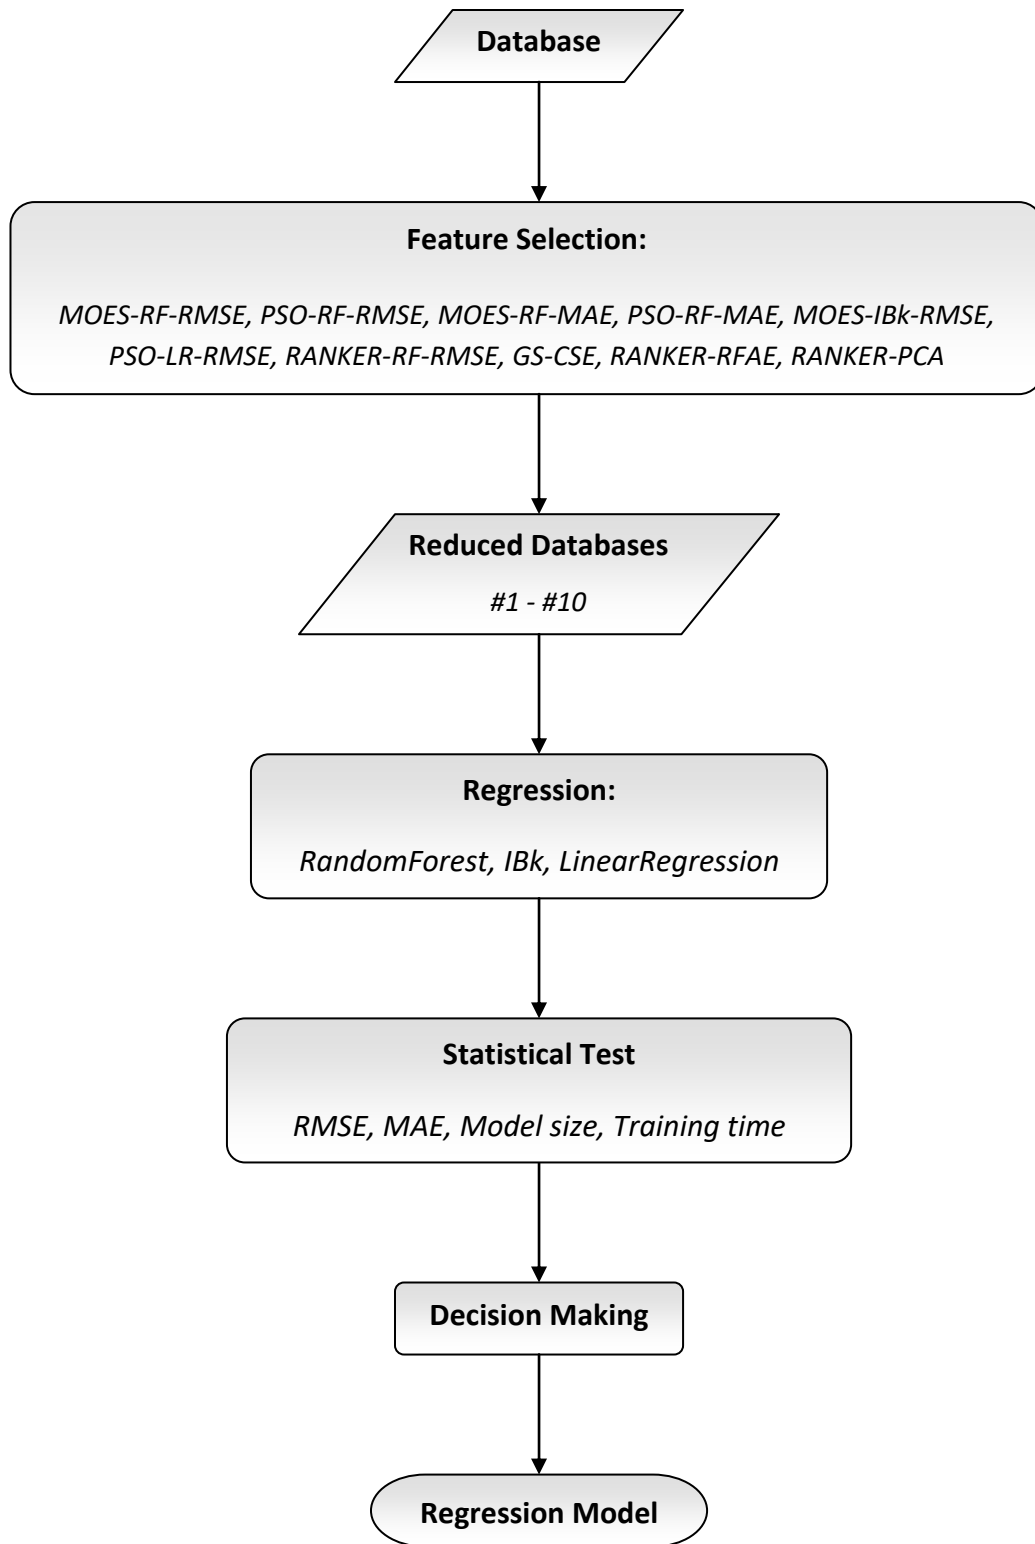 Database
Feature Selection:
MOES-RF-RMSE, PSO-RF-RMSE, MOES-RF-MAE, PSO-RF-MAE, MOES-IBk-RMSE,
PSO-LR-RMSE, RANKER-RF-RMSE, GS-CSE, RANKER-RFAE, RANKER-PCA
Reduced Databases
#1 - #10
Regression:
RandomForest, IBk, LinearRegression
Statistical Test
RMSE, MAE, Model size, Training time
Decision Making
Regression Model